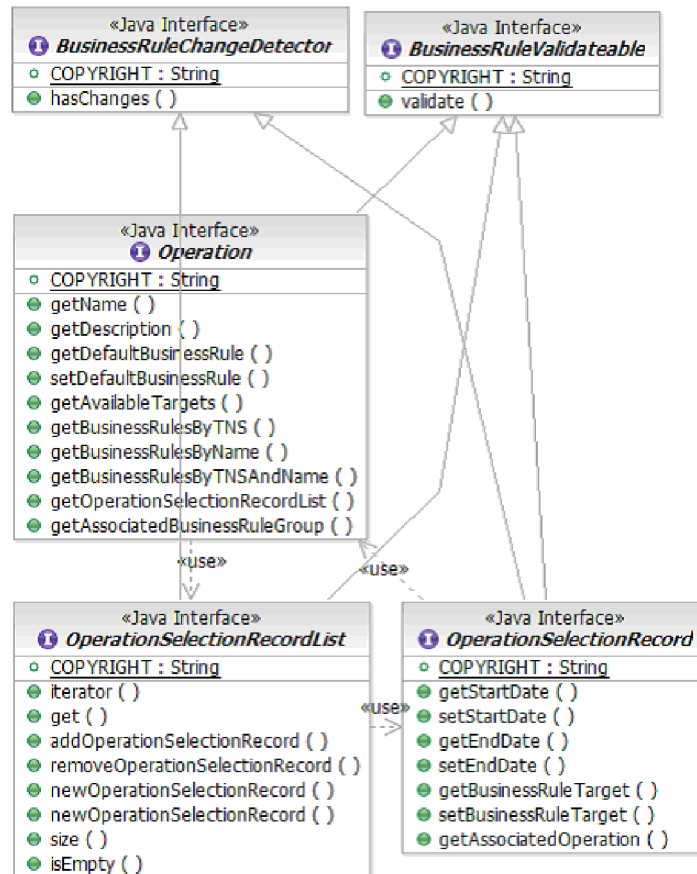 «Java Interface»
I BusinessRuleChangeDetector
COPYRIGHT : String
hasChanges ( )
«Java Interface»
I BusinessRuleValidateable
COPYRIGHT : String
validate ( )
«Java Interface»
I Operation
COPYRIGHT : String
getName ( )
getDescription ( )
getDefaultBusinessRule ( )
setDefaultBusinessRule ( )
getAvailableTargets ( )
getBusinessRulesByTNS ( )
getBusinessRulesByName ( )
getBusinessRulesByTNSAndName ( )
getOperationSelectionRecordList ( )
getAssociatedBusinessRuleGroup ( )
«use»
«use»
«Java Interface»
I OperationSelectionRecordList
COPYRIGHT : String
iterator ( )
get ( )
addOperationSelectionRecord ( )
removeOperationSelectionRecord ( )
newOperationSelectionRecord ( )
newOperationSelectionRecord ( )
size ( )
isEmpty ( )
«use»
«Java Interface»
I OperationSelectionRecord
COPYRIGHT : String
getStartDate ( )
setStartDate ( )
getEndDate ( )
setEndDate ( )
getBusinessRuleTarget ( )
setBusinessRuleTarget ( )
getAssociatedOperation ( )